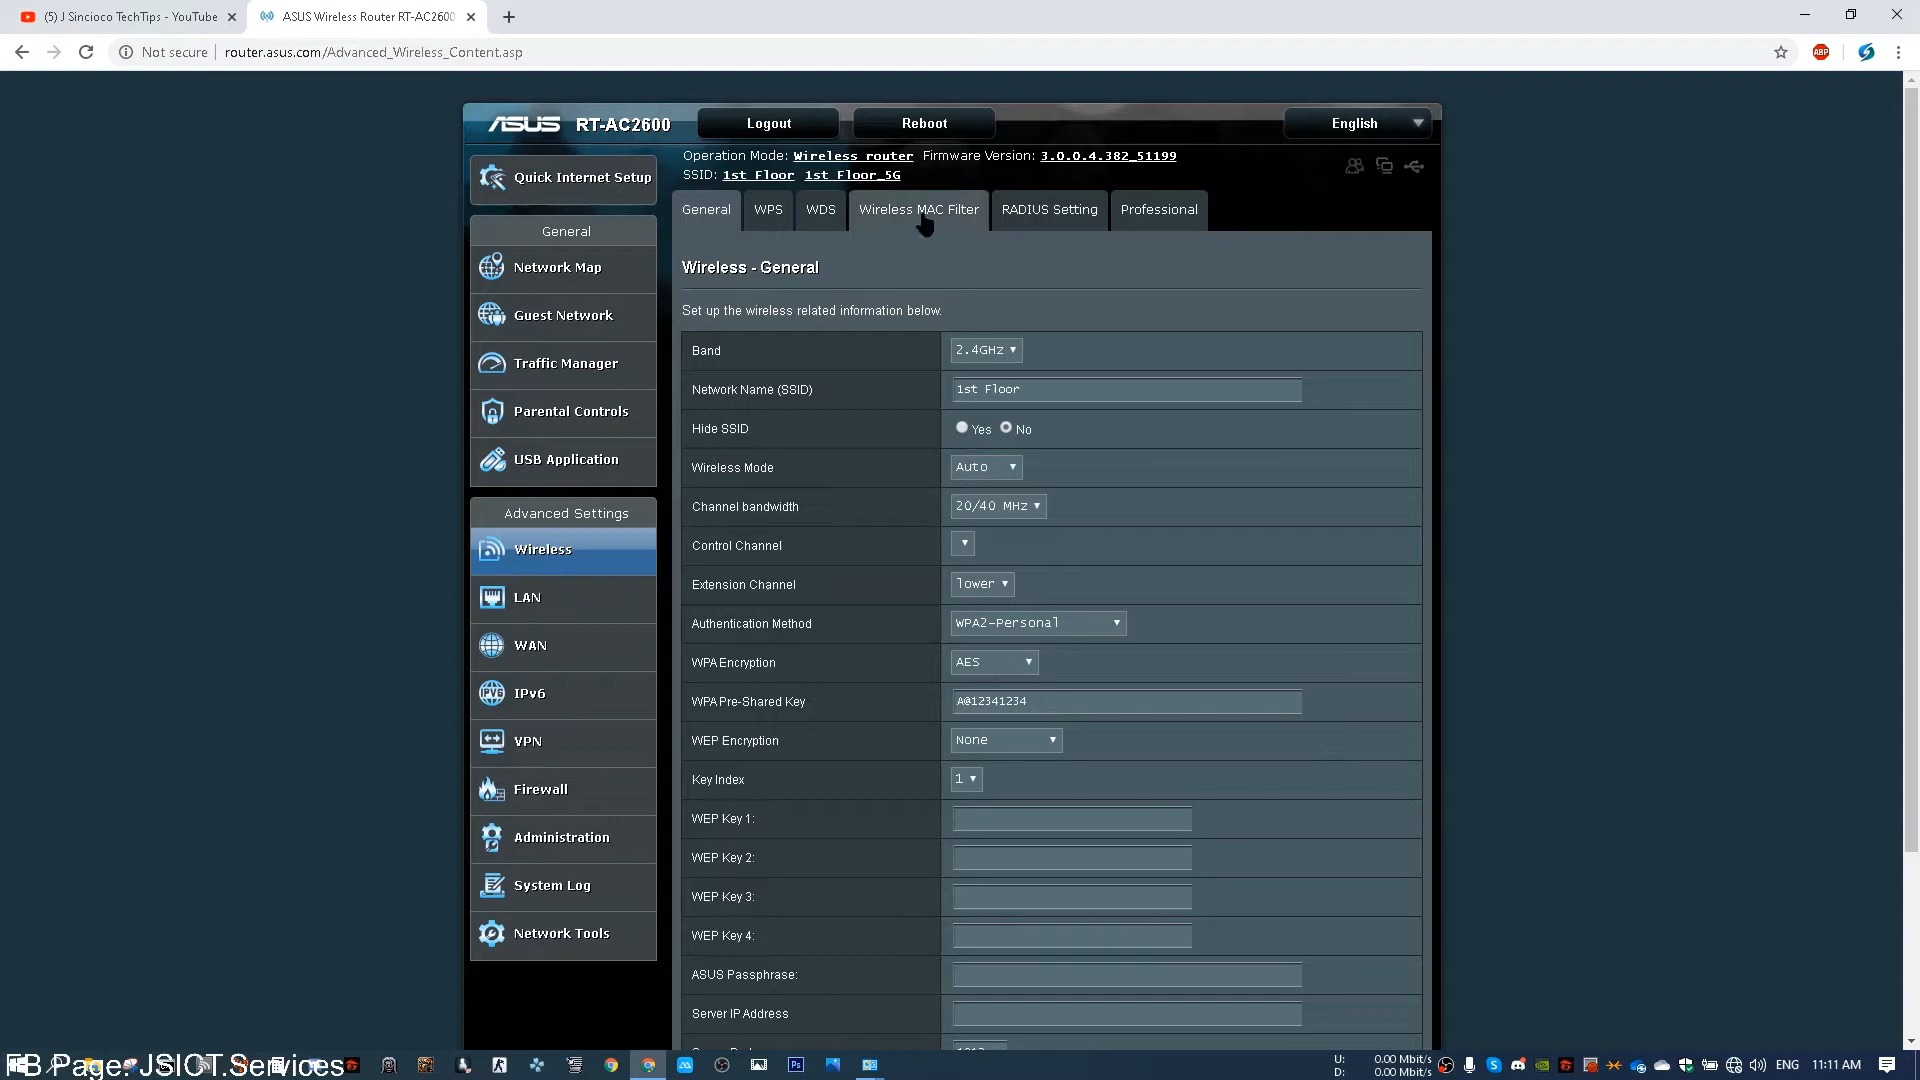 (5) J Sincioco TechTips - YouTube
ASUS Wireless Router RT-AC2600
Not secure
router.asus.com/Advanced_Wireless_Content.asp
ABP
ASUS RT-AC2600
Logout
Reboot
English
Operation Mode: Wireless router Firmware Version: 3.0.0.4.382_51199
SSID: 1st Floor 1st Floor_5G
Quick Internet Setup
General
Network Map
Guest Network
Traffic Manager
Parental Controls
USB Application
Advanced Settings
Wireless
LAN
WAN
IPv6
VPN
Firewall
Administration
System Log
Network Tools
General
WPS
WDS
Wireless MAC Filter
RADIUS Setting
Professional
Wireless - General
Set up the wireless related information below.
Band 2.4GHz
Network Name (SSID) 1st Floor
Hide SSID Yes No
Wireless Mode Auto
Channel bandwidth 20/40 MHz
Control Channel
Extension Channel lower
Authentication Method WPA2-Personal
WPA Encryption AES
WPA Pre-Shared Key A@12341234
WEP Encryption None
Key Index 1
WEP Key 1:
WEP Key 2:
WEP Key 3:
WEP Key 4:
ASUS Passphrase:
Server IP Address
FB Page: JSIOT.Services
U: 0.00 Mbit/s
D: 0.00 Mbit/s
ENG
11:11 AM